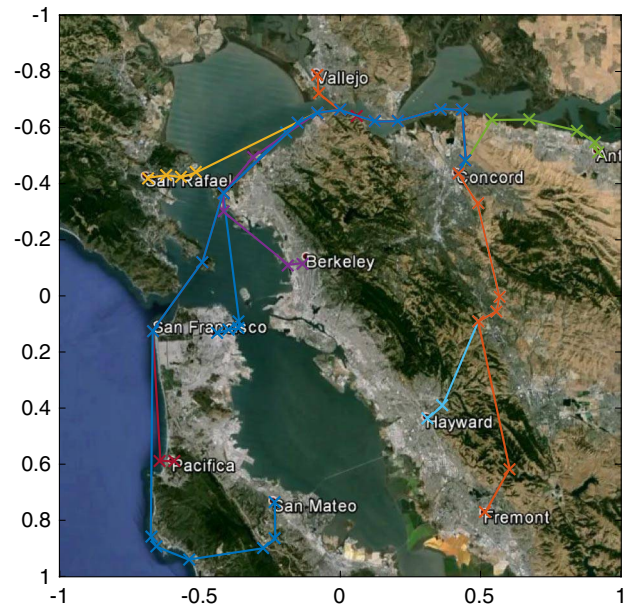 -1
-0.8
Vallejo
-0.6
Ant
-0.4
San Rafael
Concord
-0.2
Berkeley
0
San Francisco
0.2
0.4
Hayward
0.6
Pacifica
San Mateo
0.8
Fremont
1
-1
-0.5
0
0.5
1